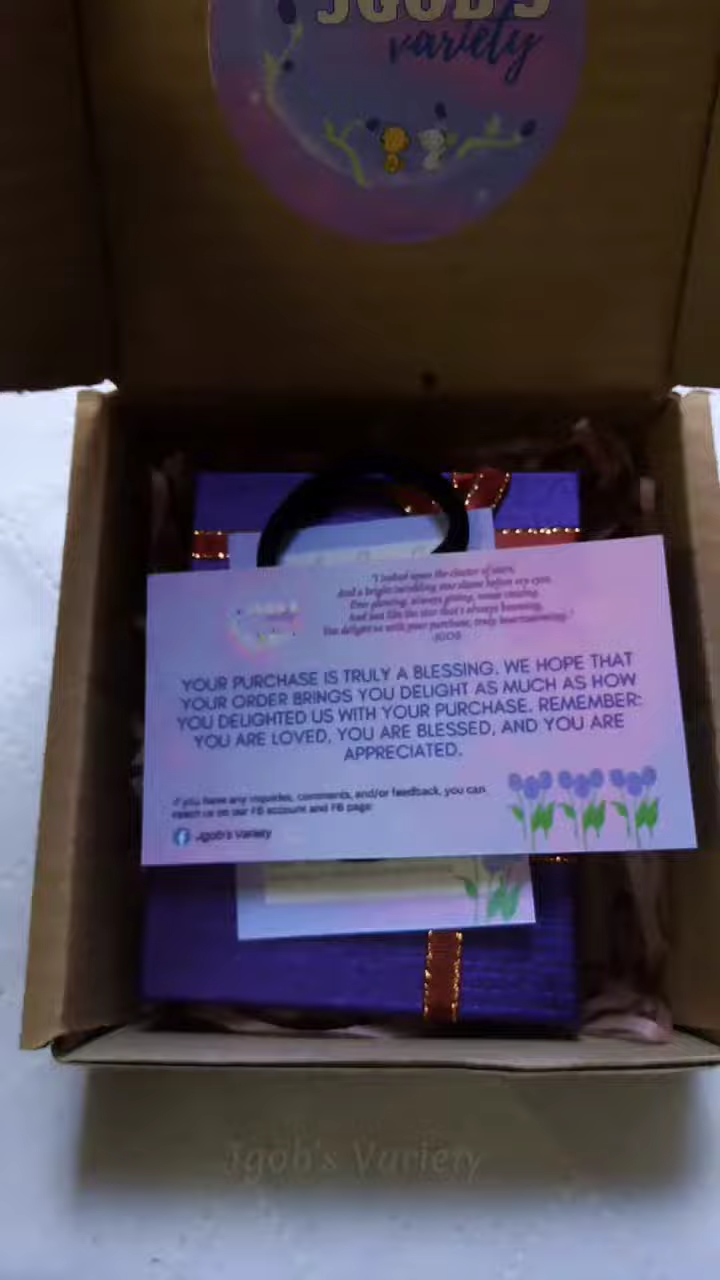 JGOB'S
variety
"I looked upon the cluster of stars,
And a bright twinkling star shone before my eyes.
Ever glowing, always giving, never ceasing
And just like the star that's always beaming,
You delight us with your purchase, truly heartwarming."
-JGOB
YOUR PURCHASE IS TRULY A BLESSING. WE HOPE THAT
YOUR ORDER BRINGS YOU DELIGHT AS MUCH AS HOW
YOU DELIGHTED US WITH YOUR PURCHASE. REMEMBER:
YOU ARE LOVED, YOU ARE BLESSED, AND YOU ARE
APPRECIATED.
If you have any inquiries, comments, and/or feedback, you can
reach us on our FB account and FB page:
Jgob's Variety
Jgob's Variety